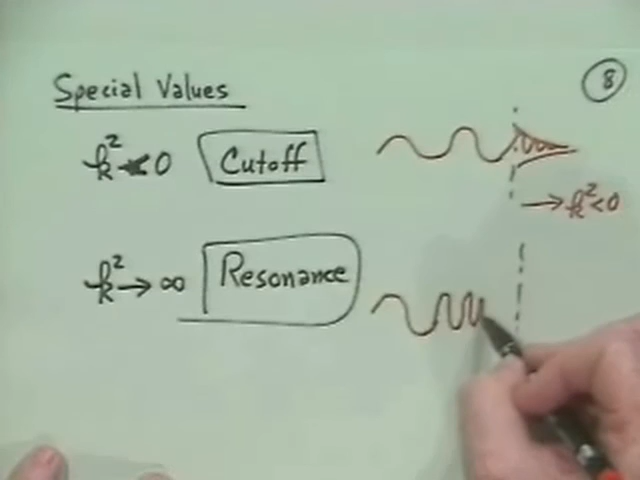 8
Special Values
k² < 0 Cutoff
→ k² < 0
k² → ∞ Resonance